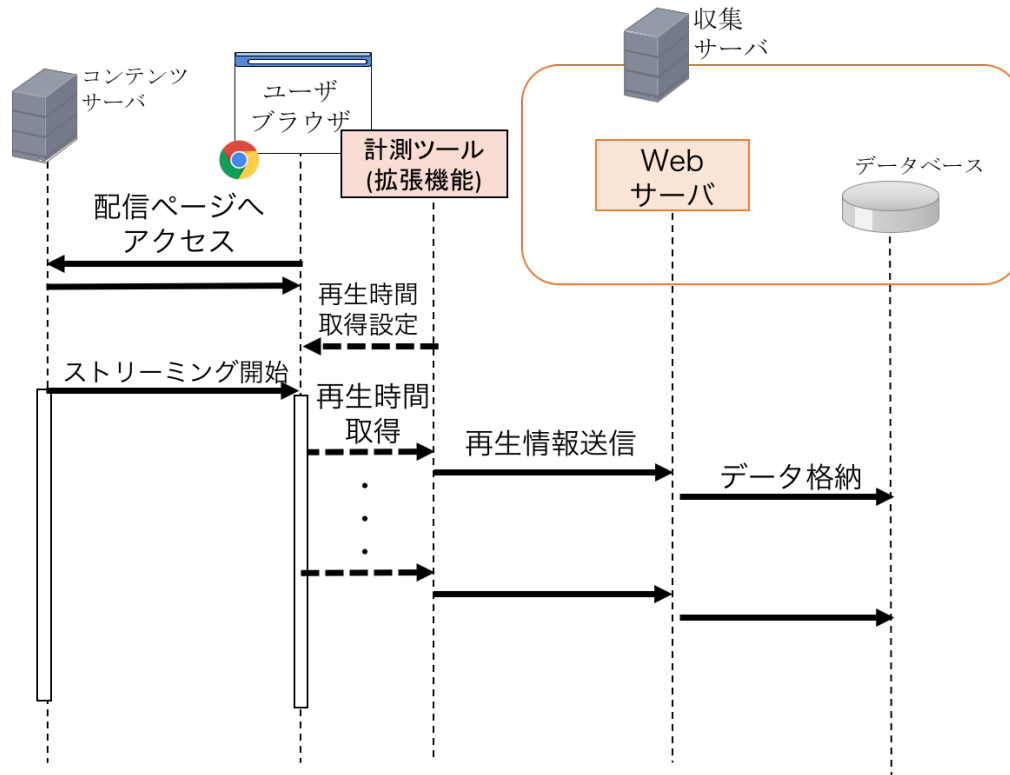 収集
サーバ
コンテンツ
サーバ
ユーザ
ブラウザ
計測ツール
(拡張機能)
Web
サーバ
データベース
配信ページへ
アクセス
再生時間
取得設定
ストリーミング開始
再生時間
取得
再生情報送信
データ格納